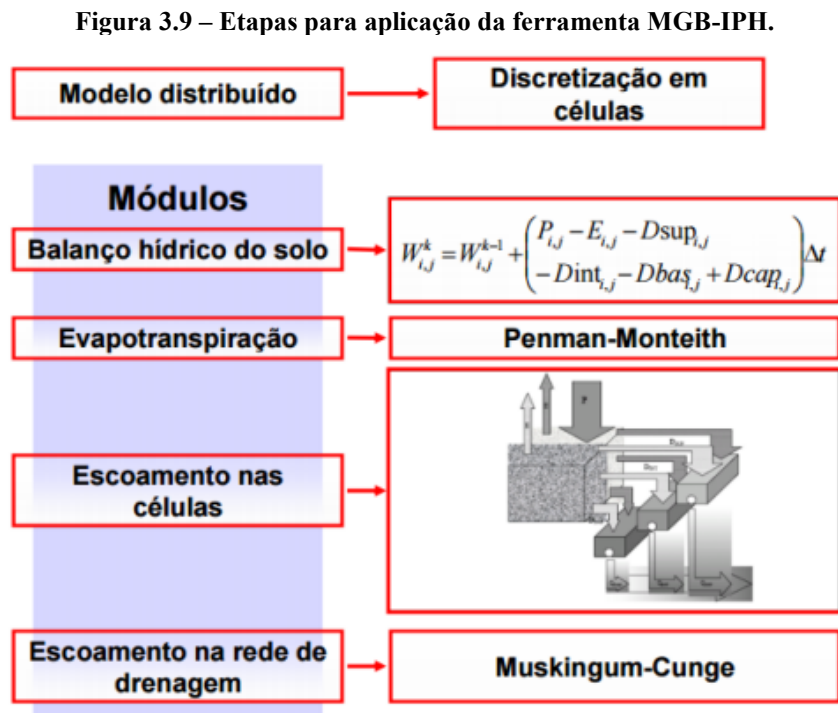 Figura 3.9 – Etapas para aplicação da ferramenta MGB-IPH.
Modelo distribuído
Discretização em
células
Módulos
Balanço hídrico do solo
W_{i,j}^{k} = W_{i,j}^{k-1} + ( P_{i,j} − E_{i,j} − Dsup_{i,j}
− Dint_{i,j} − Dbas_{i,j} + Dcap_{i,j} ) Δt
Evapotranspiração
Penman-Monteith
Escoamento nas
células
P
Escoamento na rede de
drenagem
Muskingum-Cunge